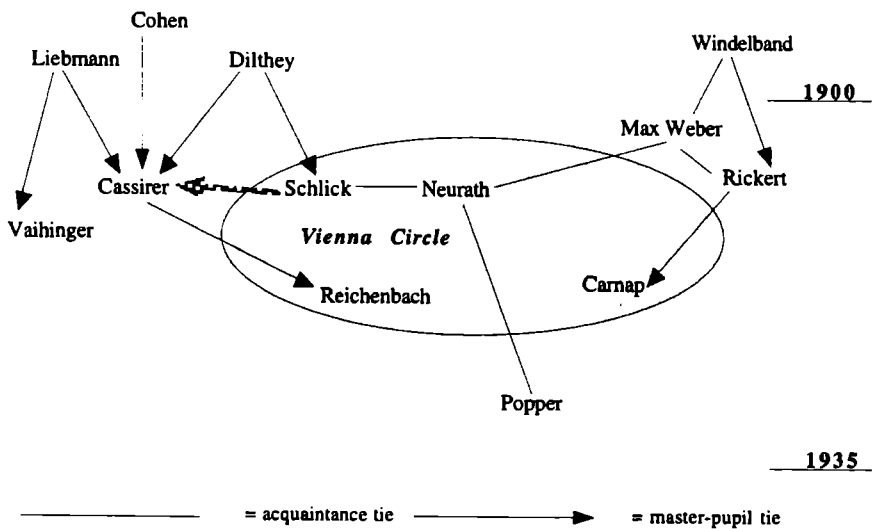 Cohen
Liebmann
Dilthey
Windelband
1900
Max Weber
Cassirer
Schlick
Neurath
Rickert
Vaihinger
Vienna Circle
Reichenbach
Carnap
Popper
1935
= acquaintance tie
= master-pupil tie